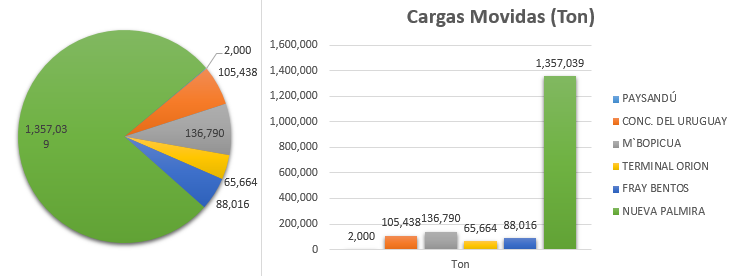 2,000
105,438
136,790
65,664
88,016
1,357,03
9
Cargas Movidas (Ton)
1,600,000
1,400,000
1,200,000
1,000,000
800,000
600,000
400,000
200,000
0
2,000
105,438
136,790
65,664
88,016
1,357,039
Ton
PAYSANDÚ
CONC. DEL URUGUAY
M`BOPICUA
TERMINAL ORION
FRAY BENTOS
NUEVA PALMIRA